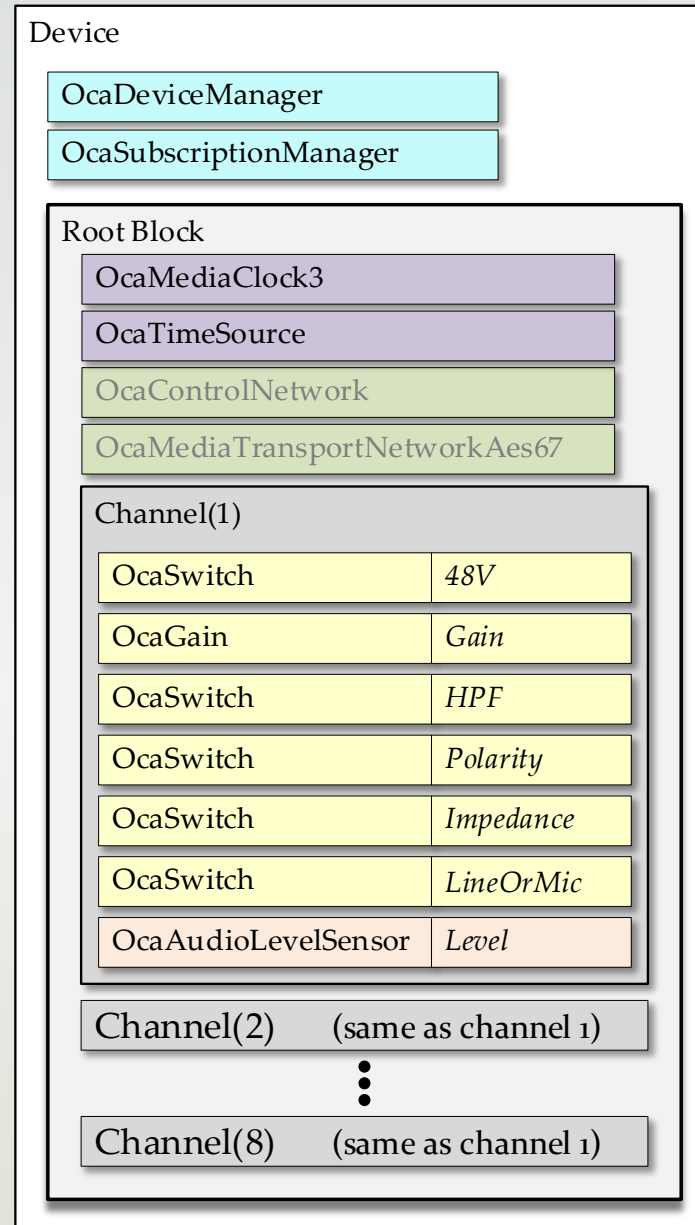 Device
OcaDeviceManager
OcaSubscriptionManager
Root Block
OcaMediaClock3
OcaTimeSource
OcaControlNetwork
OcaMediaTransportNetworkAes67
Channel(1)
OcaSwitch 48V
OcaGain Gain
OcaSwitch HPF
OcaSwitch Polarity
OcaSwitch Impedance
OcaSwitch LineOrMic
OcaAudioLevelSensor Level
Channel(2) (same as channel 1)
Channel(8) (same as channel 1)